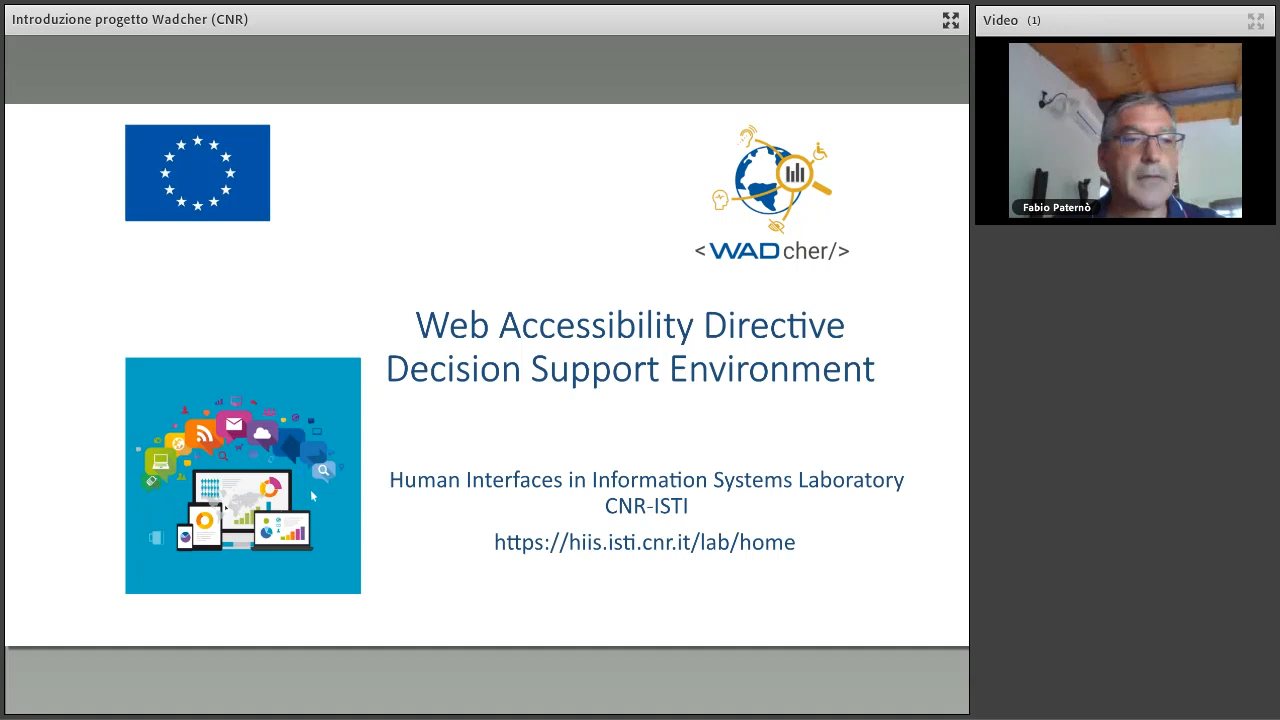 Introduzione progetto Wadcher (CNR)
Video (1)
Fabio Paternò
<WADcher/>
Web Accessibility Directive
Decision Support Environment
Human Interfaces in Information Systems Laboratory
CNR-ISTI
https://hiis.isti.cnr.it/lab/home